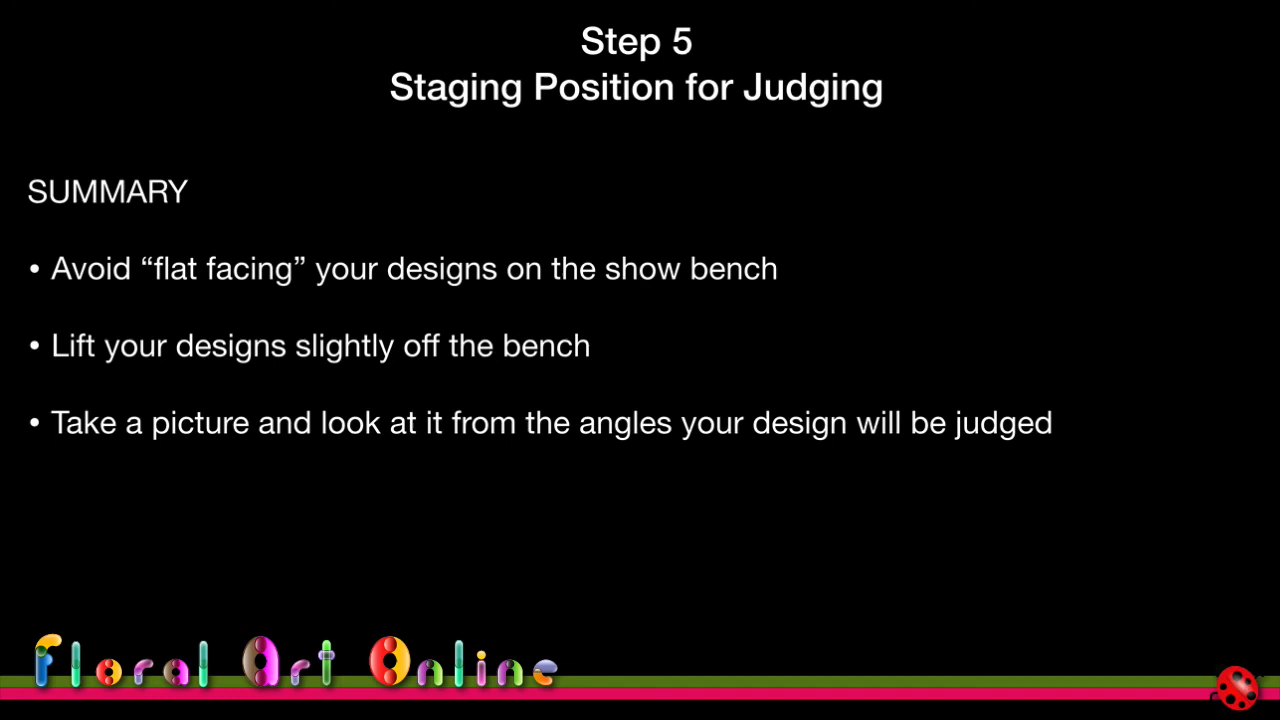 Step 5
Staging Position for Judging
SUMMARY
• Avoid “flat facing” your designs on the show bench
• Lift your designs slightly off the bench
• Take a picture and look at it from the angles your design will be judged
Floral Art Online